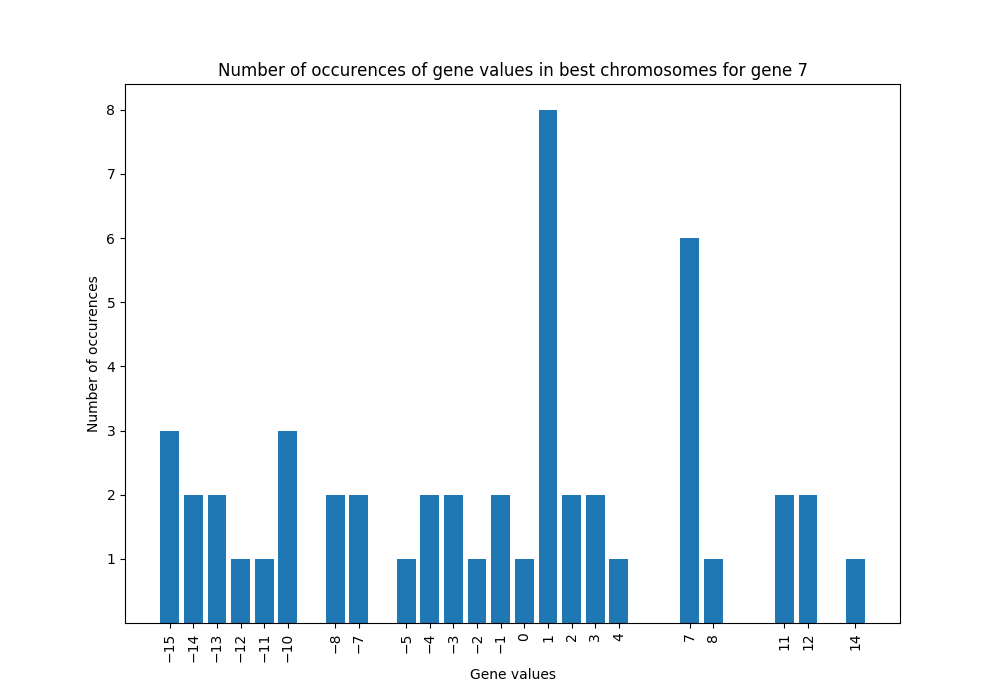 Number of occurences of gene values in best chromosomes for gene 7
8
7
6
5
4
3
2
1
Number of occurences
−15 −14 −13 −12 −11 −10 −8 −7 −5 −4 −3 −2 −1 0 1 2 3 4 7 8 11 12 14
Gene values